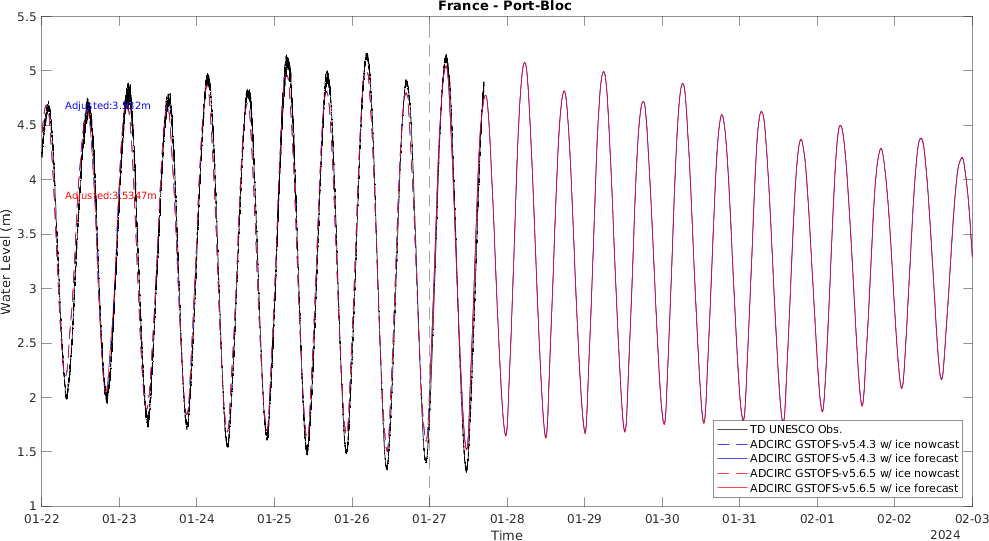 France - Port-Bloc
5.5
5
4.5
4
3.5
3
2.5
2
1.5
1
Water Level (m)
Adjusted:3.5347m
01-22
01-23
01-24
01-25
01-26
01-27
01-28
01-29
01-30
01-31
02-01
02-02
02-03
Time
2024
TD UNESCO Obs.
ADCIRC GSTOFS-v5.4.3 w/ ice nowcast
ADCIRC GSTOFS-v5.4.3 w/ ice forecast
ADCIRC GSTOFS-v5.6.5 w/ ice nowcast
ADCIRC GSTOFS-v5.6.5 w/ ice forecast